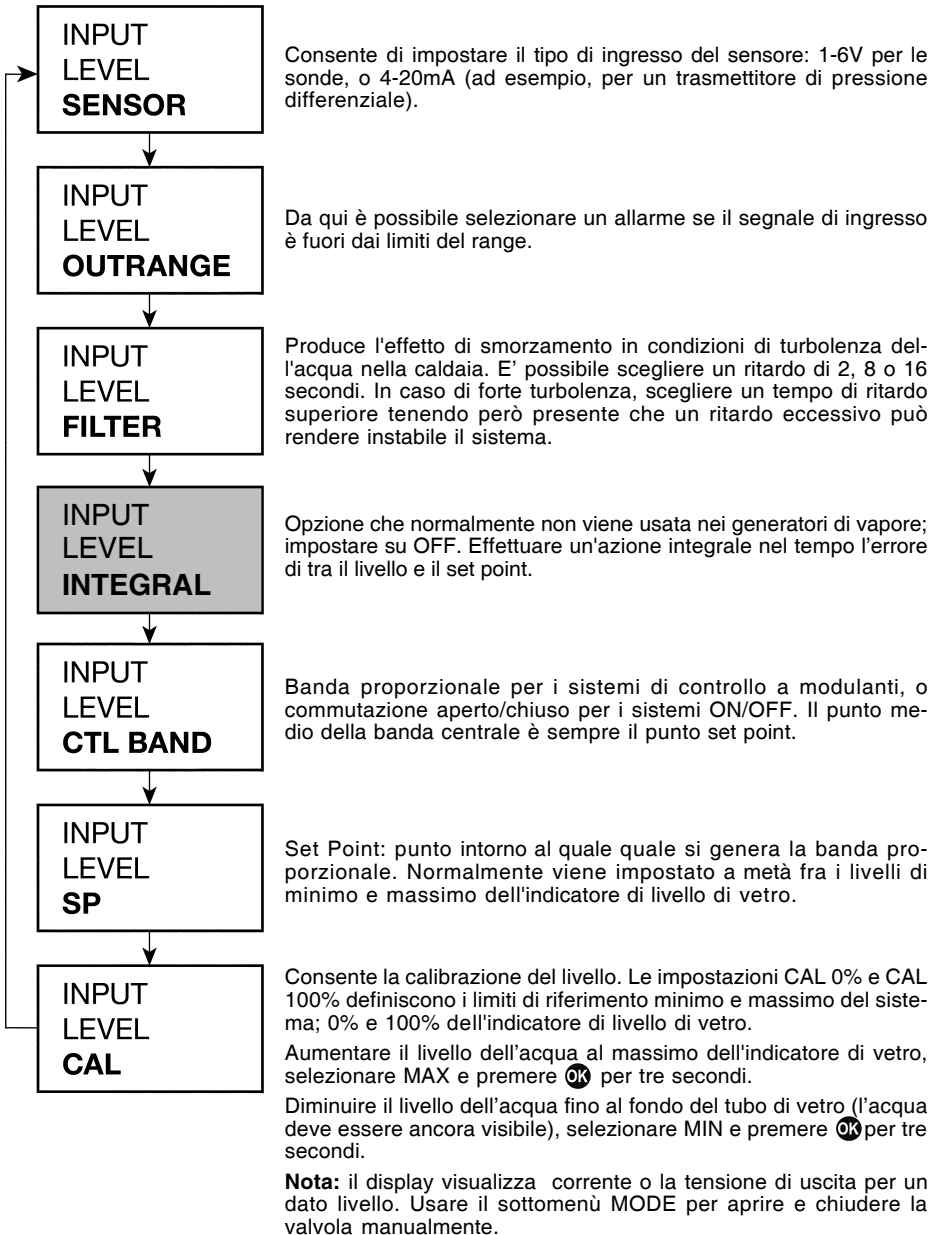 INPUT
LEVEL
SENSOR
Consente di impostare il tipo di ingresso del sensore: 1-6V per le
sonde, o 4-20mA (ad esempio, per un trasmettitore di pressione
differenziale).
INPUT
LEVEL
OUTRANGE
Da qui è possibile selezionare un allarme se il segnale di ingresso
è fuori dai limiti del range.
INPUT
LEVEL
FILTER
Produce l'effetto di smorzamento in condizioni di turbolenza del-
l'acqua nella caldaia. E' possibile scegliere un ritardo di 2, 8 o 16
secondi. In caso di forte turbolenza, scegliere un tempo di ritardo
superiore tenendo però presente che un ritardo eccessivo può
rendere instabile il sistema.
INPUT
LEVEL
INTEGRAL
Opzione che normalmente non viene usata nei generatori di vapore;
impostare su OFF. Effettuare un'azione integrale nel tempo l'errore
di tra il livello e il set point.
INPUT
LEVEL
CTL BAND
Banda proporzionale per i sistemi di controllo a modulanti, o
commutazione aperto/chiuso per i sistemi ON/OFF. Il punto me-
dio della banda centrale è sempre il punto set point.
INPUT
LEVEL
SP
Set Point: punto intorno al quale quale si genera la banda pro-
porzionale. Normalmente viene impostato a metà fra i livelli di
minimo e massimo dell'indicatore di livello di vetro.
INPUT
LEVEL
CAL
Consente la calibrazione del livello. Le impostazioni CAL 0% e CAL
100% definiscono i limiti di riferimento minimo e massimo del siste-
ma; 0% e 100% dell'indicatore di livello di vetro.
Aumentare il livello dell'acqua al massimo dell'indicatore di vetro,
selezionare MAX e premere OK per tre secondi.
Diminuire il livello dell'acqua fino al fondo del tubo di vetro (l'acqua
deve essere ancora visibile), selezionare MIN e premere OK per tre
secondi.
Nota: il display visualizza corrente o la tensione di uscita per un
dato livello. Usare il sottomenù MODE per aprire e chiudere la
valvola manualmente.